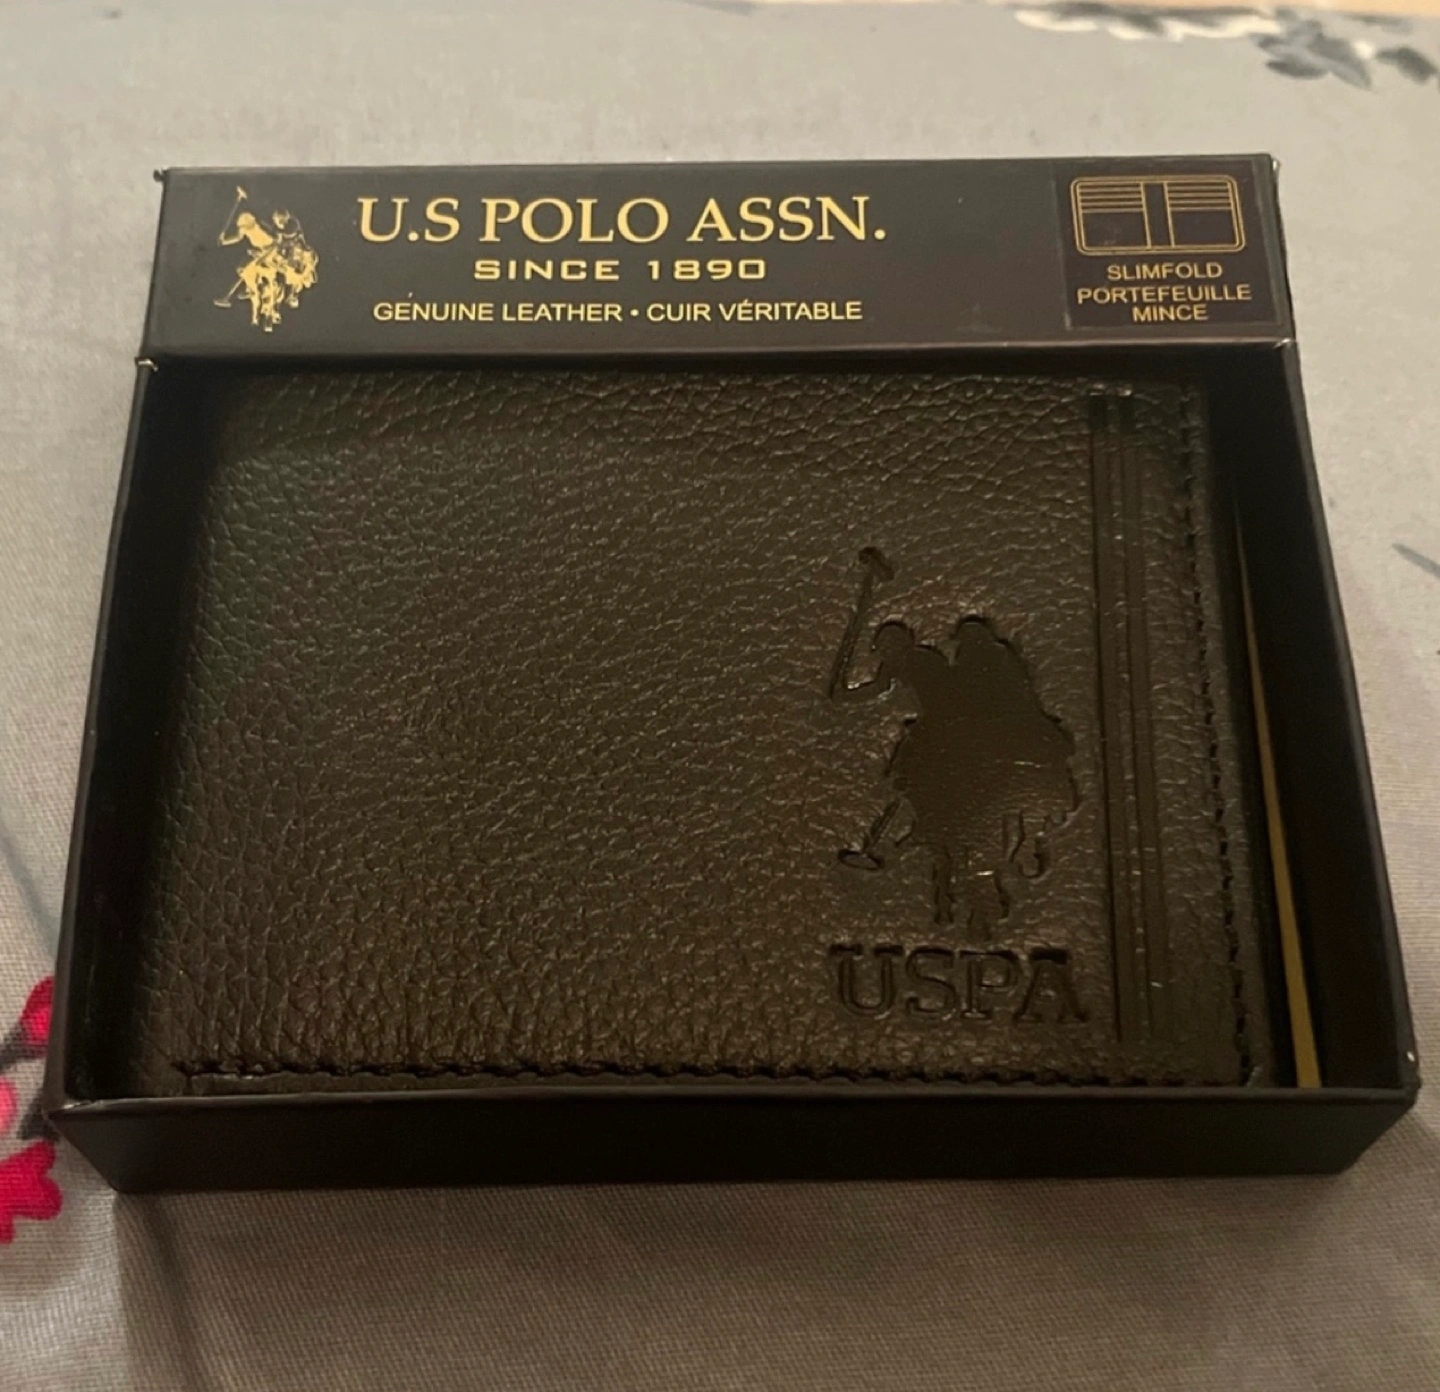 U.S POLO ASSN.
SINCE 1890
GENUINE LEATHER • CUIR VÉRITABLE
SLIMFOLD
PORTEFEUILLE
MINCE
USPA